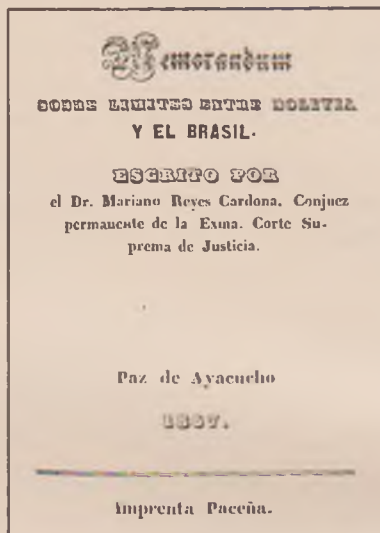 Memorandum
SOBRE LIMITES ENTRE BOLIVIA
Y EL BRASIL.
ESCRITO POR
el Dr. Mariano Reyes Cardona, Conjuez
permanente de la Exma. Corte Su-
prema de Justicia.
Paz de Ayacucho
1867.
Imprenta Paceña.